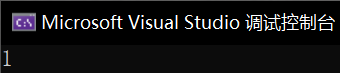 C:\
Microsoft Visual Studio 调试控制台
1